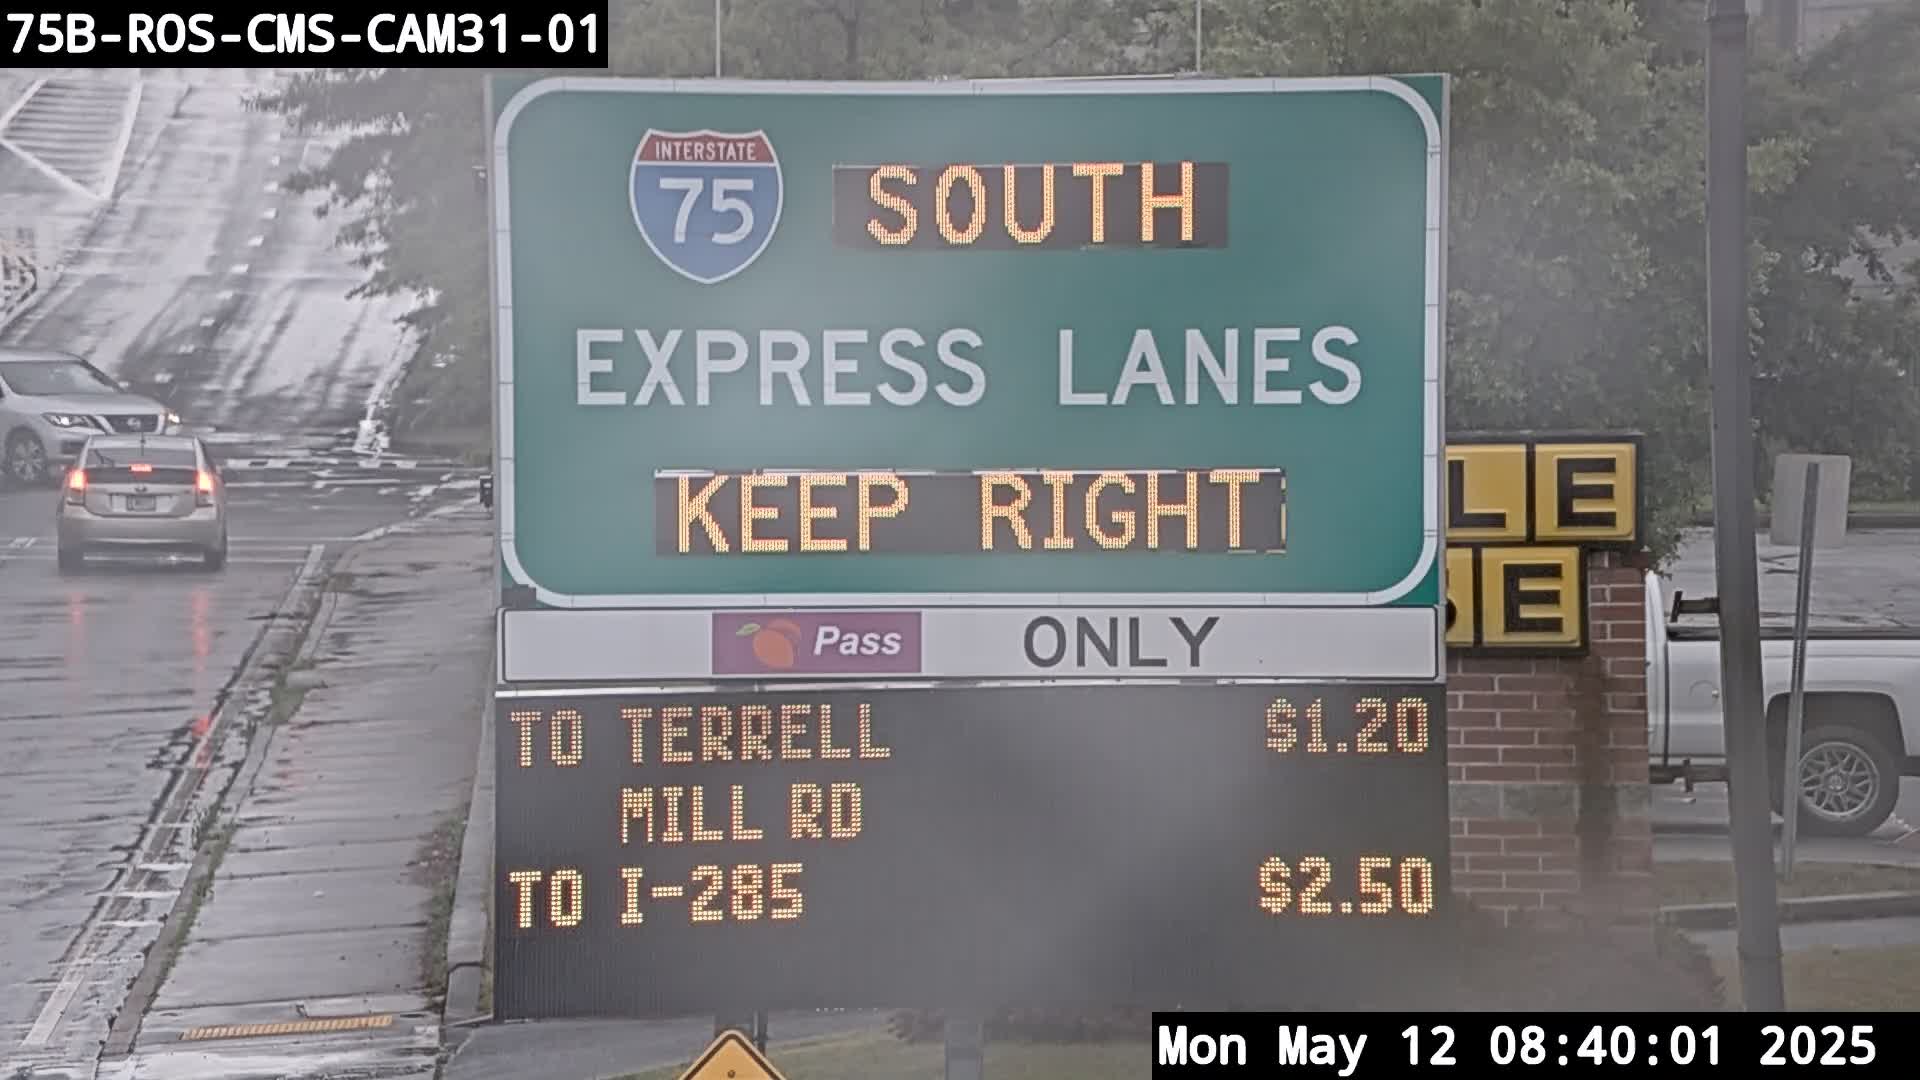 75B-ROS-CMS-CAM31-01
INTERSTATE
75
SOUTH
EXPRESS LANES
KEEP RIGHT
Pass ONLY
TO TERRELL $1.20
MILL RD
TO I-285 $2.50
LE
E
Mon May 12 08:40:01 2025